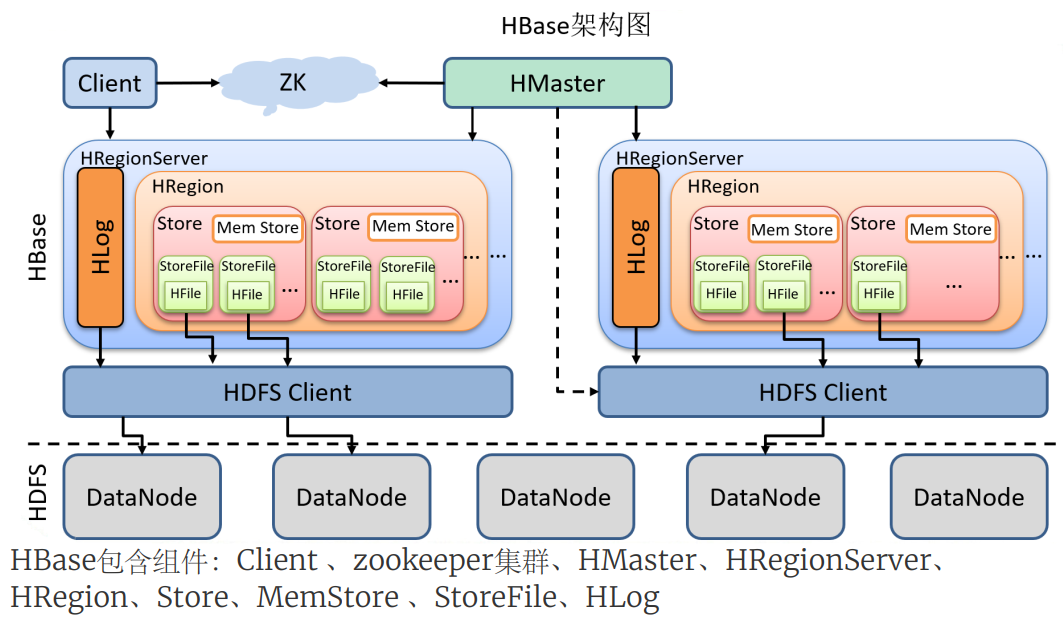 HBase架构图
Client
ZK
HMaster
HBase
HRegionServer
HLog
HRegion
Store
Mem Store
StoreFile
HFile
StoreFile
HFile
...
Store
Mem Store
StoreFile
HFile
StoreFile
HFile
...
...
...
HRegionServer
HLog
HRegion
Store
Mem Store
StoreFile
HFile
StoreFile
HFile
...
Store
Mem Store
StoreFile
HFile
...
...
...
HDFS Client
HDFS Client
HDFS
DataNode
DataNode
DataNode
DataNode
DataNode
HBase包含组件：Client 、zookeeper集群、HMaster、HRegionServer、
HRegion、Store、MemStore 、StoreFile、HLog